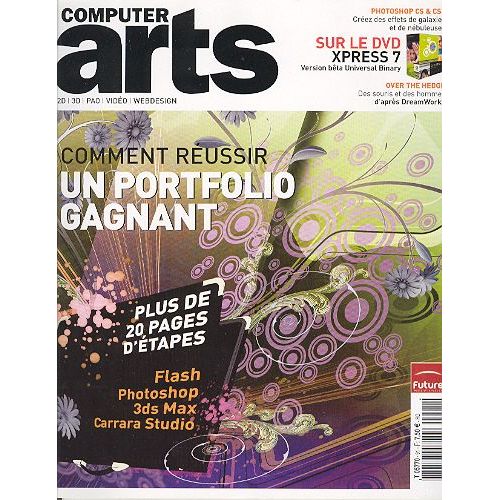 COMPUTER
arts
2D | 3D | PAO | VIDÉO | WEBDESIGN
PHOTOSHOP CS & CS
Créez des effets de galaxie
et de nébuleuse
SUR LE DVD
XPRESS 7
Version bêta Universal Binary
OVER THE HEDGE
Des souris et des homme
d'après DreamWork
COMMENT RÉUSSIR
UN PORTFOLIO
GAGNANT
PLUS DE
20 PAGES
D'ÉTAPES
Flash
Photoshop
3ds Max
Carrara Studio
Future